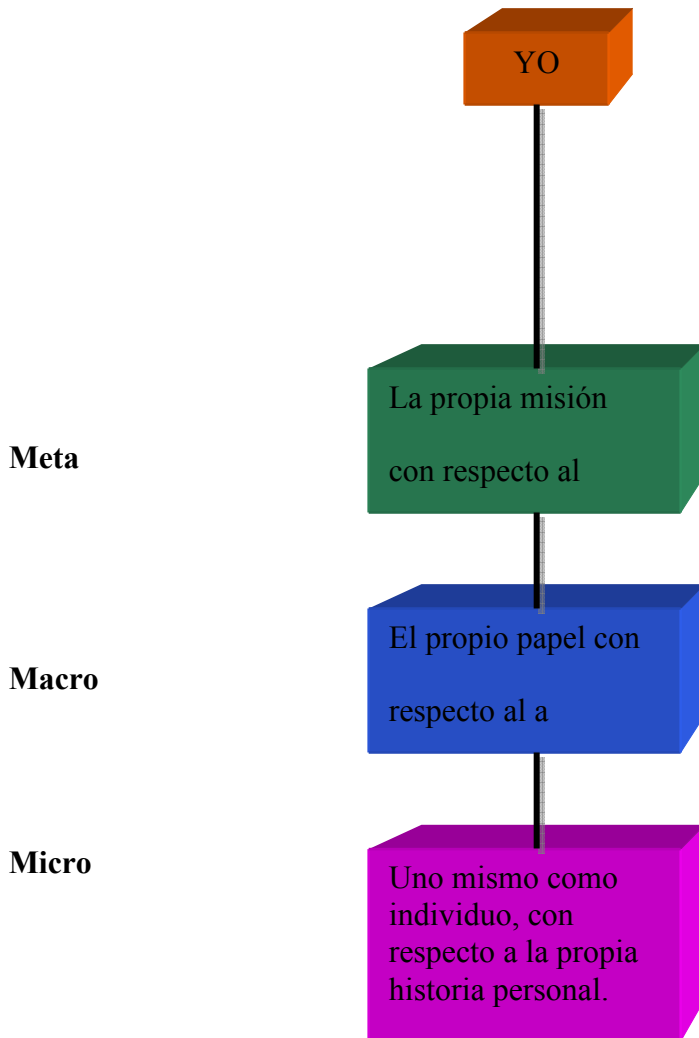 YO
La propia misión
Meta
con respecto al
El propio papel con
Macro
respecto al a
Micro
Uno mismo como
individuo, con
respecto a la propia
historia personal.